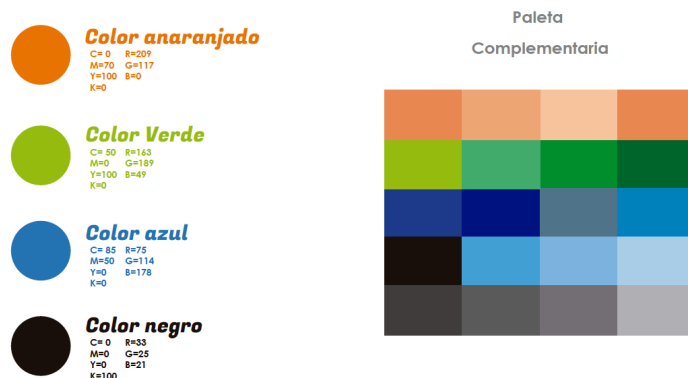 Color anaranjado
C= 0 R=209
M=70 G=117
Y=100 B=0
K=0
Color Verde
C= 50 R=163
M=0 G=189
Y=100 B=49
K=0
Color azul
C= 85 R=75
M=50 G=114
Y=0 B=178
K=0
Color negro
C= 0 R=33
M=0 G=25
Y=0 B=21
K=100
Paleta
Complementaria